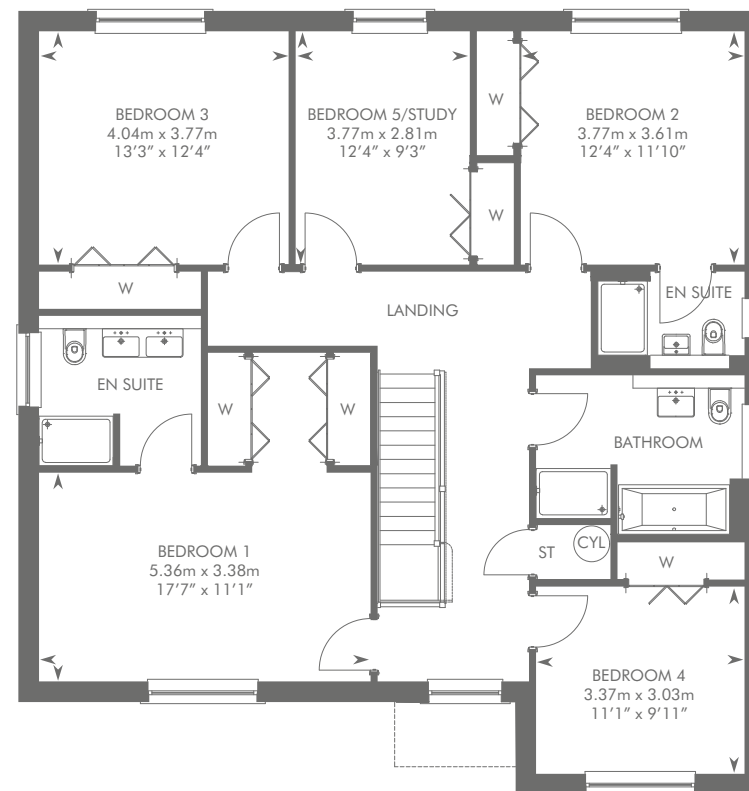 BEDROOM 3
4.04m x 3.77m
13’3” x 12’4”
BEDROOM 5/STUDY
3.77m x 2.81m
12’4” x 9’3”
W
BEDROOM 2
3.77m x 3.61m
12’4” x 11’10”
W
W
LANDING
EN SUITE
EN SUITE
W
W
BATHROOM
BEDROOM 1
5.36m x 3.38m
17’7” x 11’1”
ST
CYL
W
BEDROOM 4
3.37m x 3.03m
11’1” x 9’11”